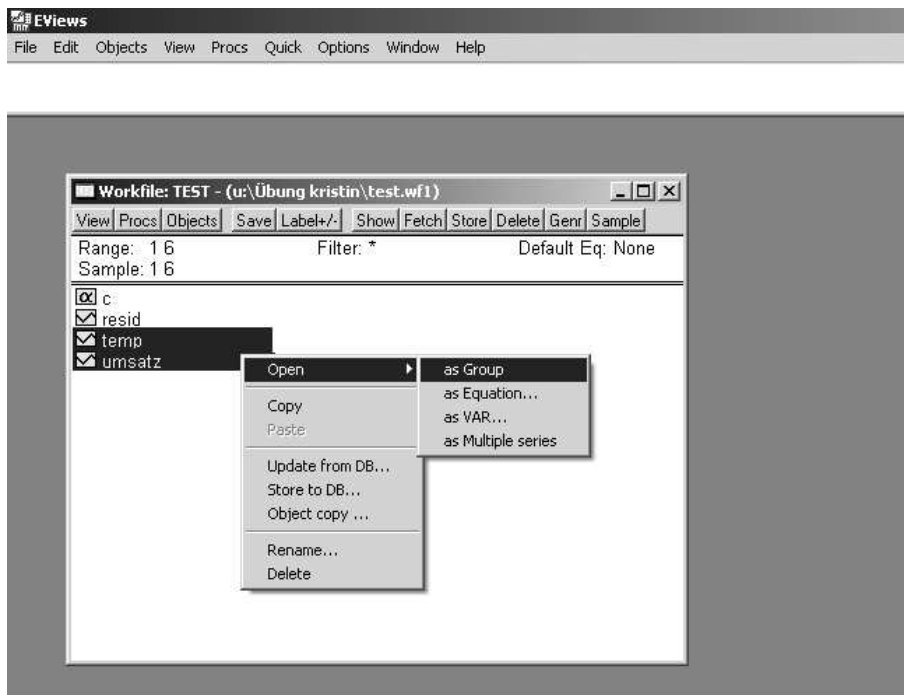 EViews
File Edit Objects View Procs Quick Options Window Help
Workfile: TEST - (u:\Übung kristin\test.wf1)
View Procs Objects Save Label+/- Show Fetch Store Delete Genr Sample
Range: 1 6 Filter: * Default Eq: None
Sample: 1 6
c
resid
temp
umsatz
Open
Copy
Paste
Update from DB...
Store to DB...
Object copy ...
Rename...
Delete
as Group
as Equation...
as VAR...
as Multiple series